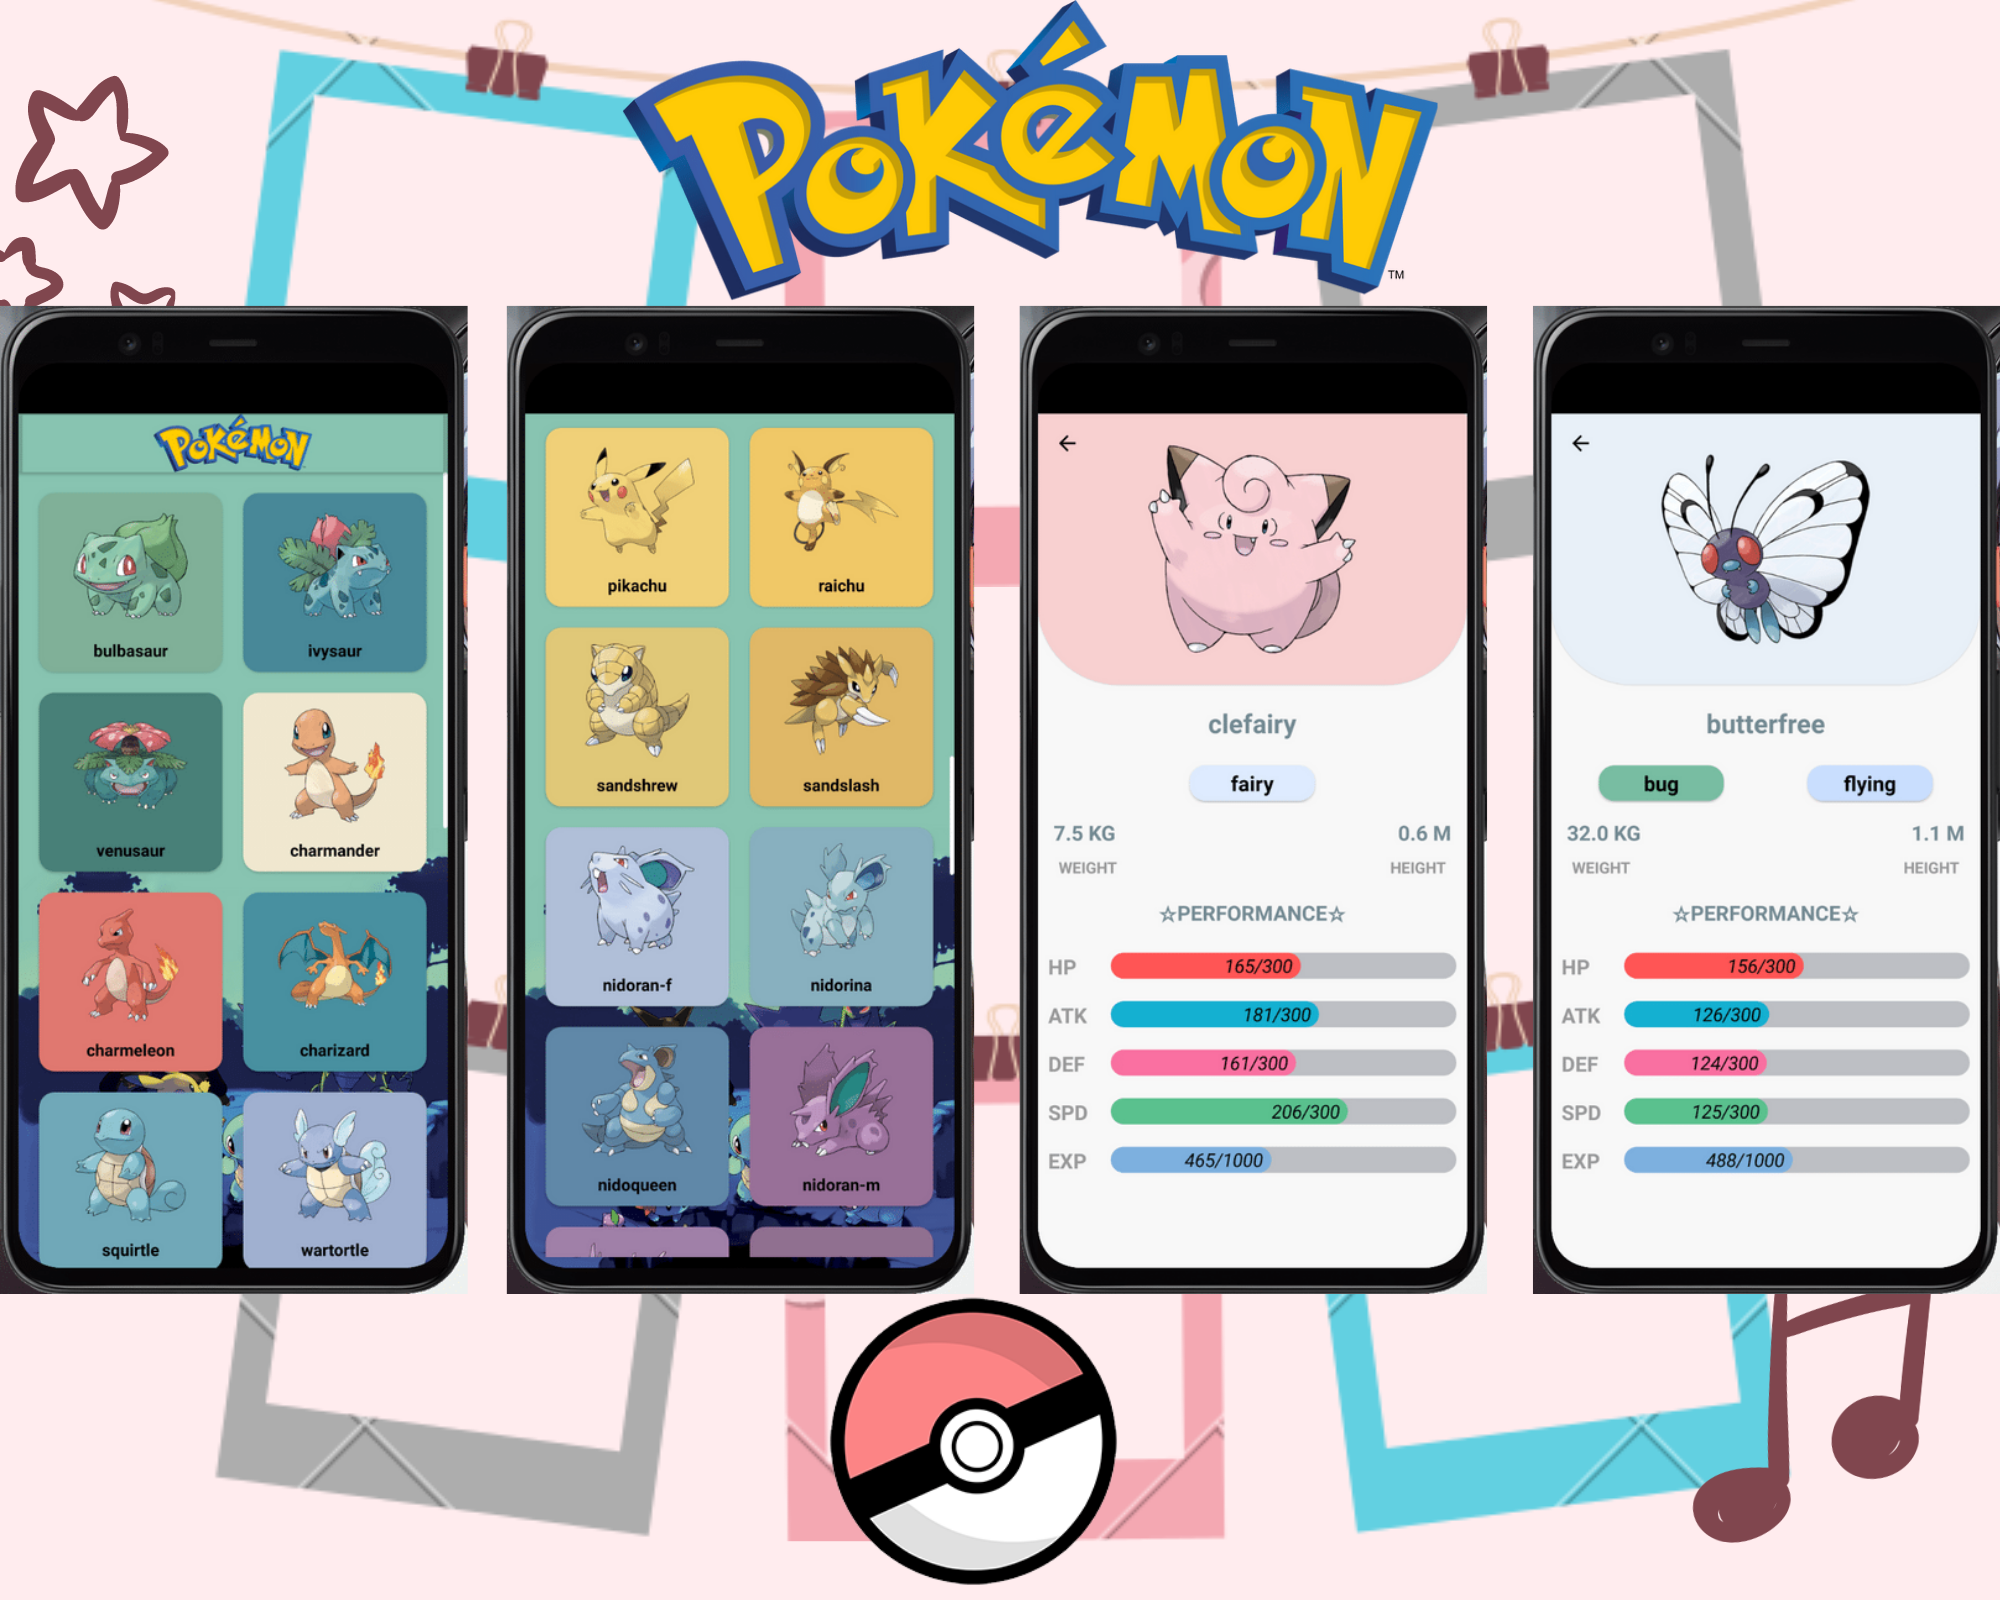 POKéMON
TM
POKéMON
bulbasaur
ivysaur
venusaur
charmander
charmeleon
charizard
squirtle
wartortle
pikachu
raichu
sandshrew
sandslash
nidoran-f
nidorina
nidoqueen
nidoran-m
clefairy
fairy
7.5 KG
0.6 M
WEIGHT
HEIGHT
☆PERFORMANCE☆
HP 165/300
ATK 181/300
DEF 161/300
SPD 206/300
EXP 465/1000
butterfree
bug flying
32.0 KG
1.1 M
WEIGHT
HEIGHT
☆PERFORMANCE☆
HP 156/300
ATK 126/300
DEF 124/300
SPD 125/300
EXP 488/1000